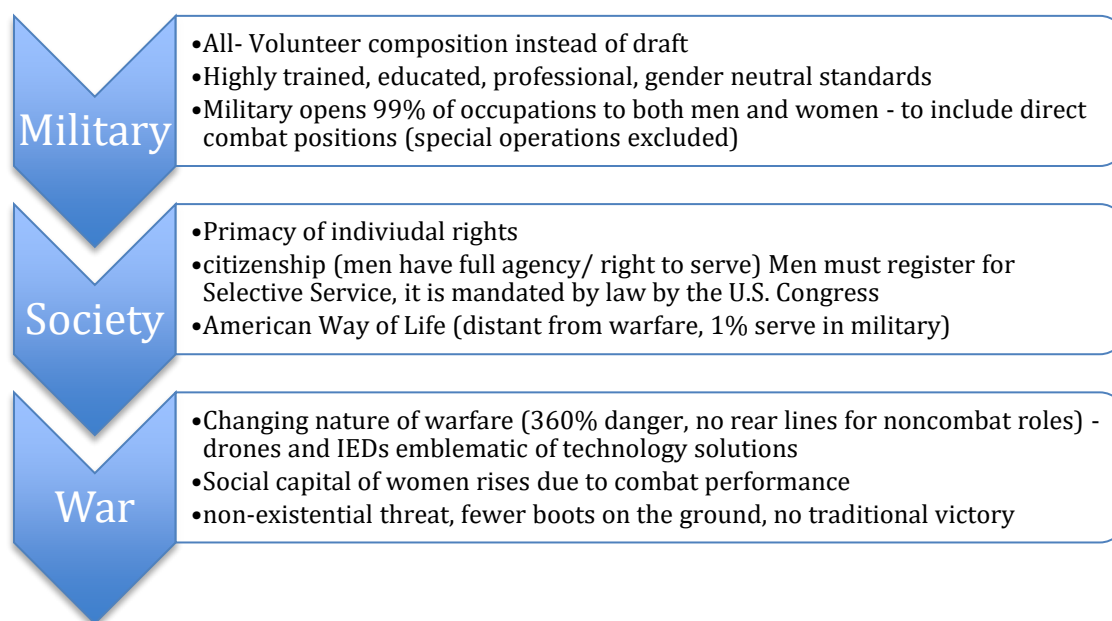 Military
•All- Volunteer composition instead of draft
•Highly trained, educated, professional, gender neutral standards
•Military opens 99% of occupations to both men and women - to include direct
combat positions (special operations excluded)
Society
•Primacy of indiviudal rights
•citizenship (men have full agency/ right to serve) Men must register for
Selective Service, it is mandated by law by the U.S. Congress
•American Way of Life (distant from warfare, 1% serve in military)
War
•Changing nature of warfare (360% danger, no rear lines for noncombat roles) -
drones and IEDs emblematic of technology solutions
•Social capital of women rises due to combat performance
•non-existential threat, fewer boots on the ground, no traditional victory